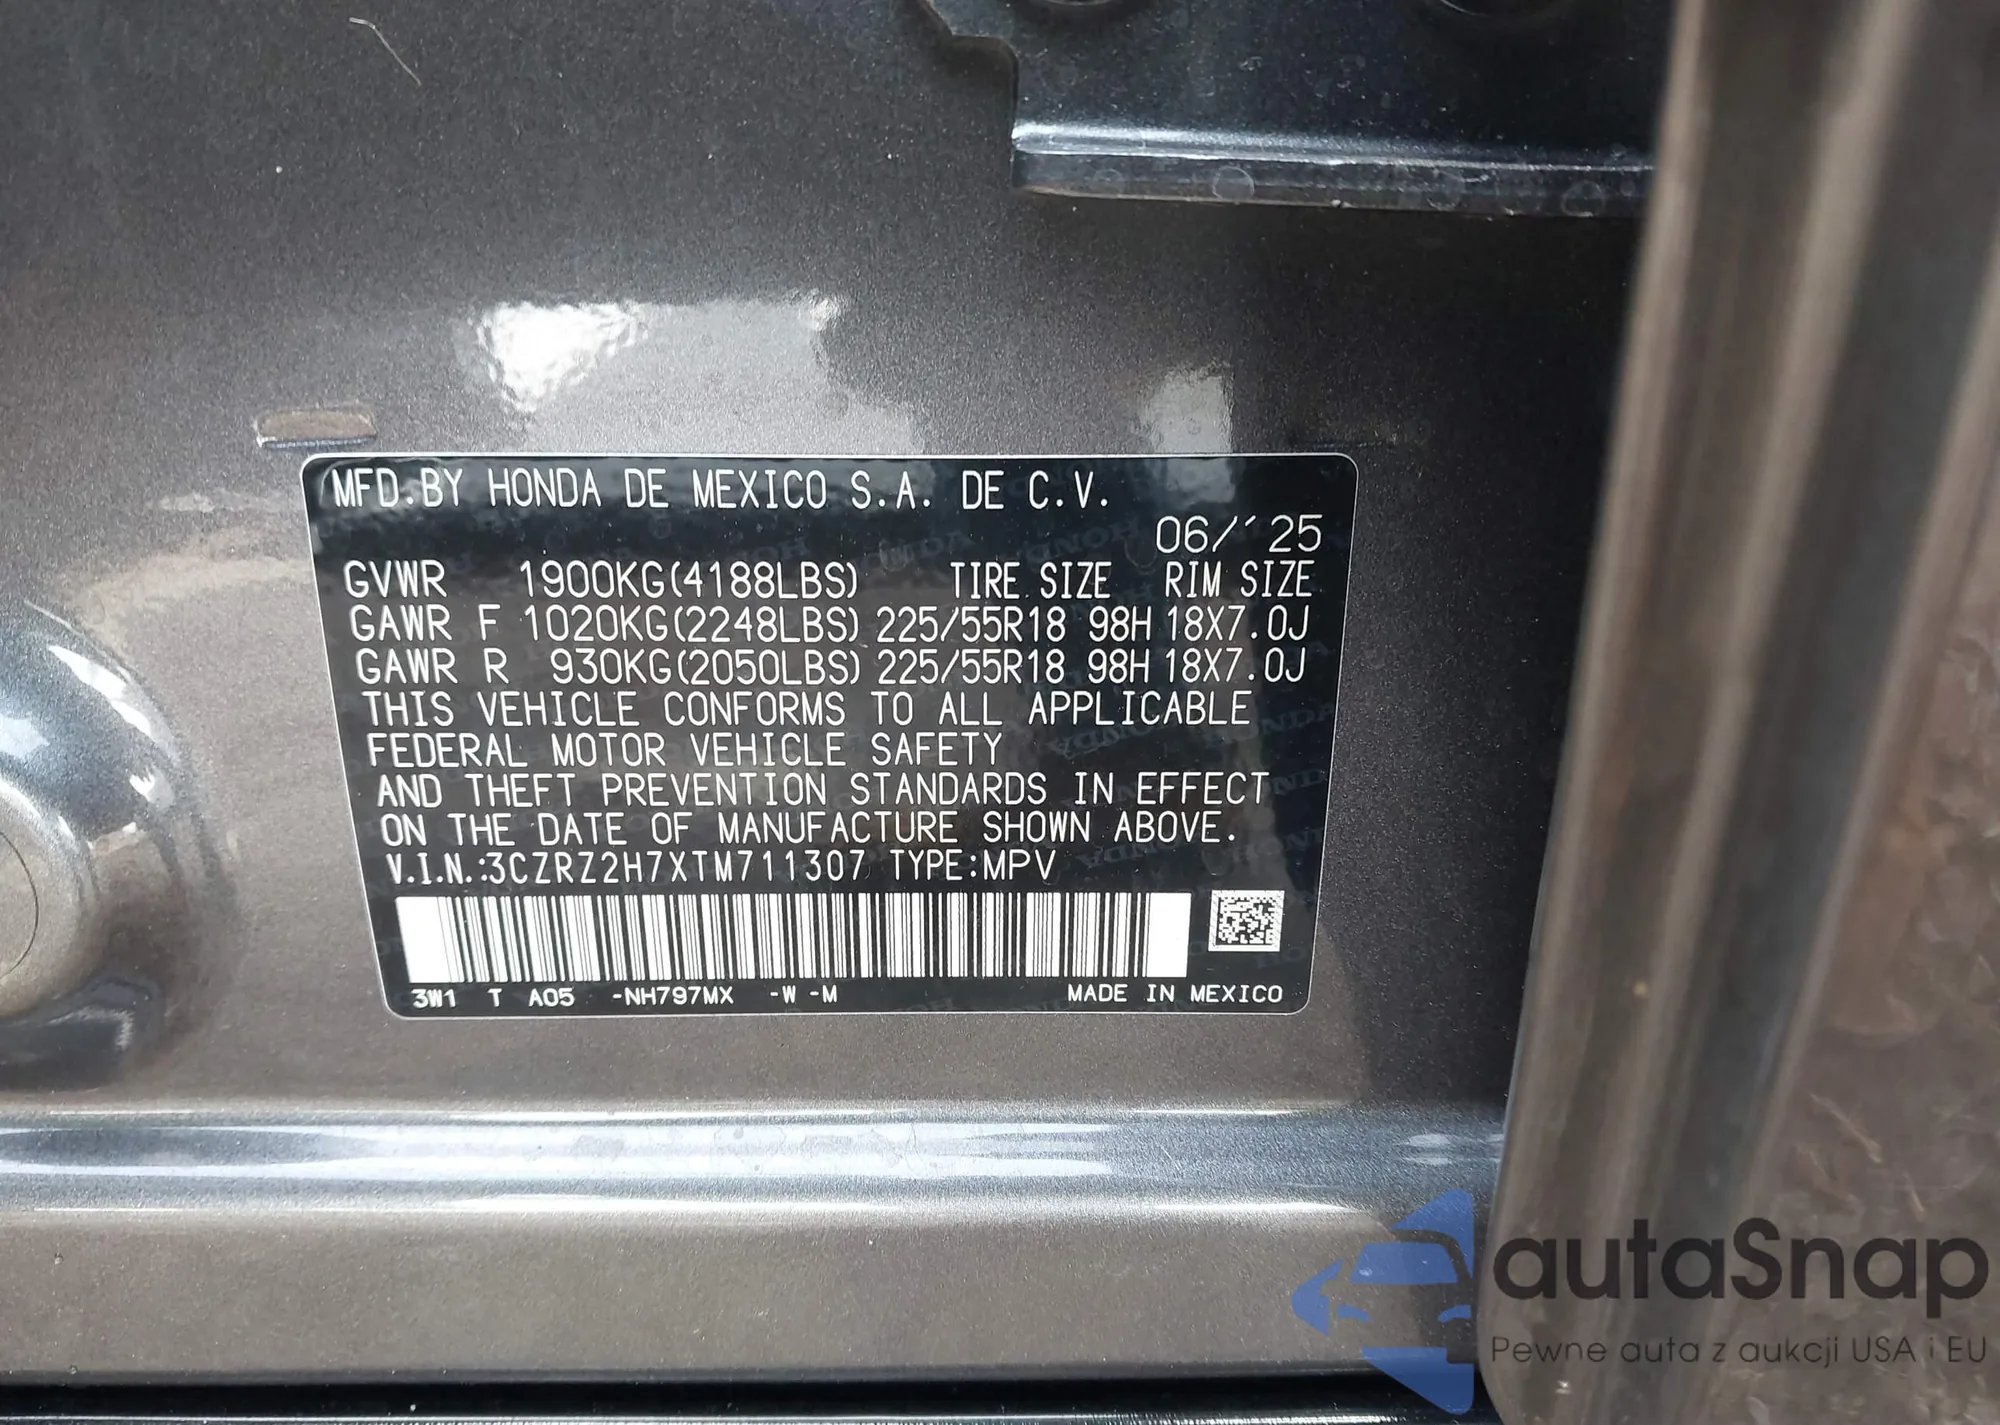 MFD.BY HONDA DE MEXICO S.A. DE C.V.
06/´25
GVWR 1900KG(4188LBS) TIRE SIZE RIM SIZE
GAWR F 1020KG(2248LBS) 225/55R18 98H 18X7.0J
GAWR R 930KG(2050LBS) 225/55R18 98H 18X7.0J
THIS VEHICLE CONFORMS TO ALL APPLICABLE
FEDERAL MOTOR VEHICLE SAFETY
AND THEFT PREVENTION STANDARDS IN EFFECT
ON THE DATE OF MANUFACTURE SHOWN ABOVE.
V.I.N.:3CZRZ2H7XTM711307 TYPE:MPV
3W1 T A05 -NH797MX -W -M MADE IN MEXICO
autaSnap
Pewne auta z aukcji USA i EU